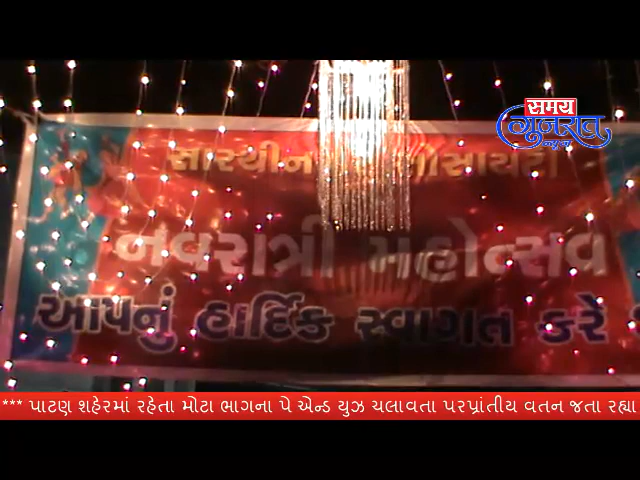 સમય
ગુજરાત
ન્યૂઝ
નવરાત્રી મહોત્સવ
આપનું હાર્દિક સ્વાગત કરે
*** પાટણ શહેરમાં રહેતા મોટા ભાગના પે એન્ડ યુઝ ચલાવતા પરપ્રાંતીય વતન જતા રહ્યા